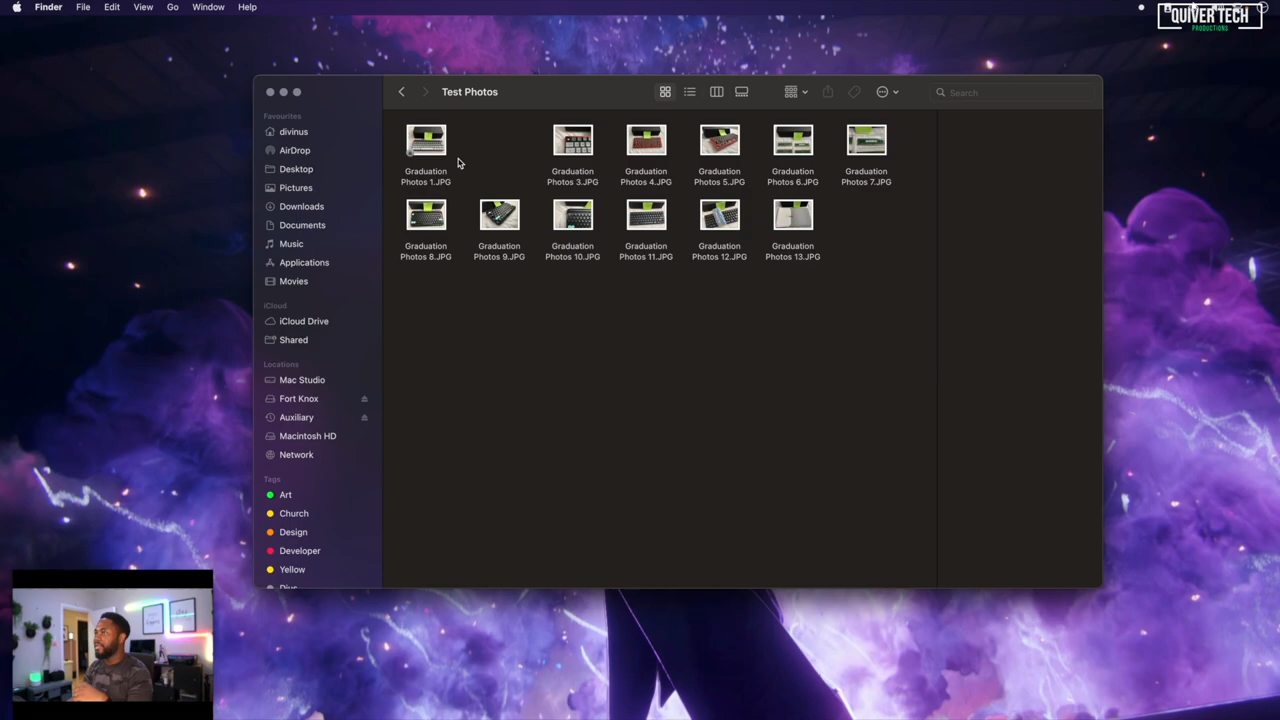 Finder File Edit View Go Window Help
QUIVER TECH
PRODUCTIONS
Test Photos
Search
Favourites
divinus
AirDrop
Desktop
Pictures
Downloads
Documents
Music
Applications
Movies
iCloud
iCloud Drive
Shared
Locations
Mac Studio
Fort Knox
Auxiliary
Macintosh HD
Network
Tags
Art
Church
Design
Developer
Yellow
Graduation Graduation Graduation Graduation Graduation Graduation
Photos 1.JPG Photos 3.JPG Photos 4.JPG Photos 5.JPG Photos 6.JPG Photos 7.JPG
Graduation Graduation Graduation Graduation Graduation Graduation
Photos 8.JPG Photos 9.JPG Photos 10.JPG Photos 11.JPG Photos 12.JPG Photos 13.JPG